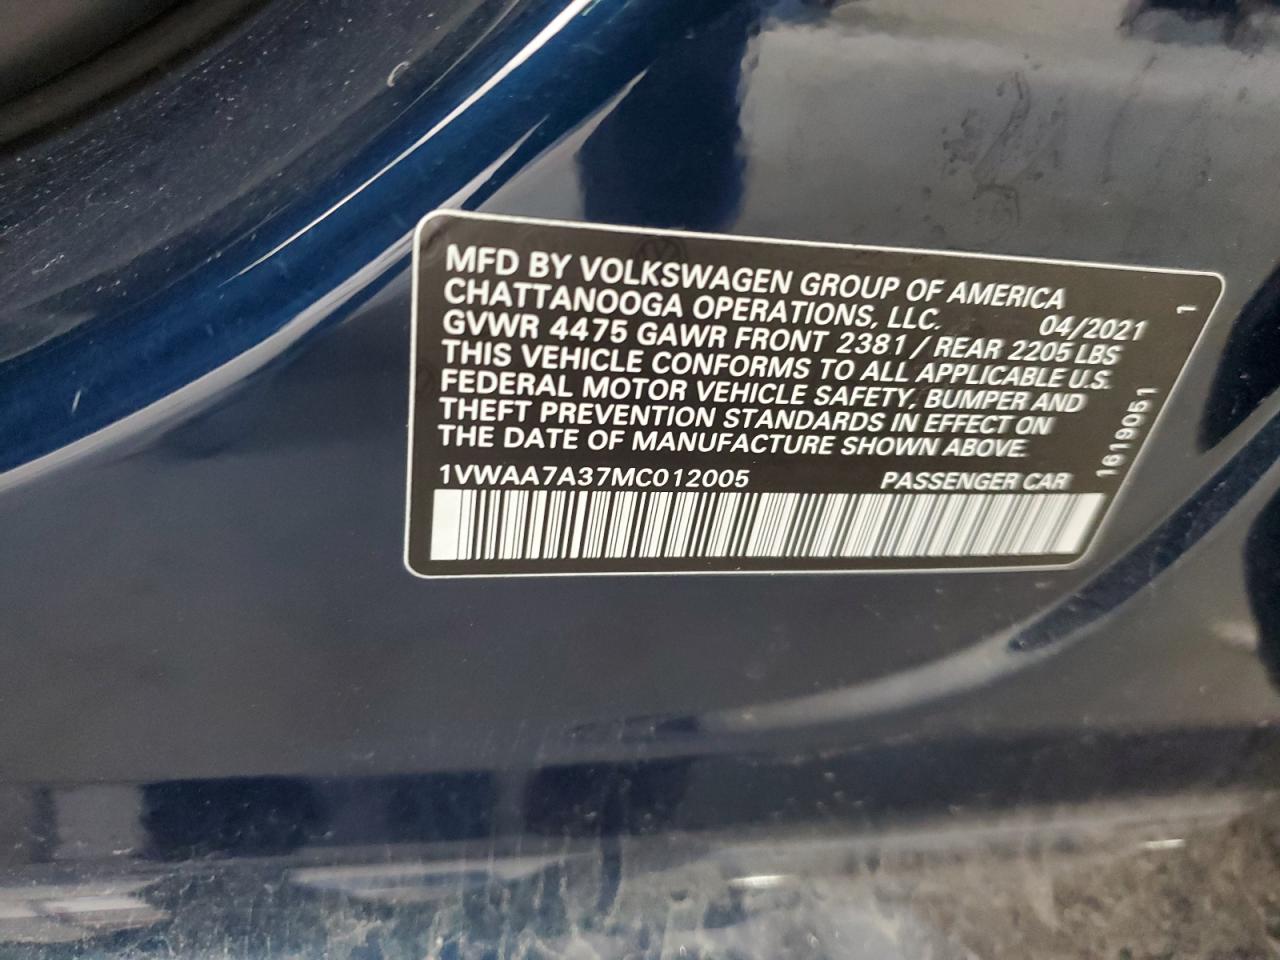 MFD BY VOLKSWAGEN GROUP OF AMERICA
CHATTANOOGA OPERATIONS, LLC. 04/2021
GVWR 4475 GAWR FRONT 2381 / REAR 2205 LBS
THIS VEHICLE CONFORMS TO ALL APPLICABLE U.S.
FEDERAL MOTOR VEHICLE SAFETY, BUMPER AND
THEFT PREVENTION STANDARDS IN EFFECT ON
THE DATE OF MANUFACTURE SHOWN ABOVE.
1VWAA7A37MC012005 PASSENGER CAR
1619051 1